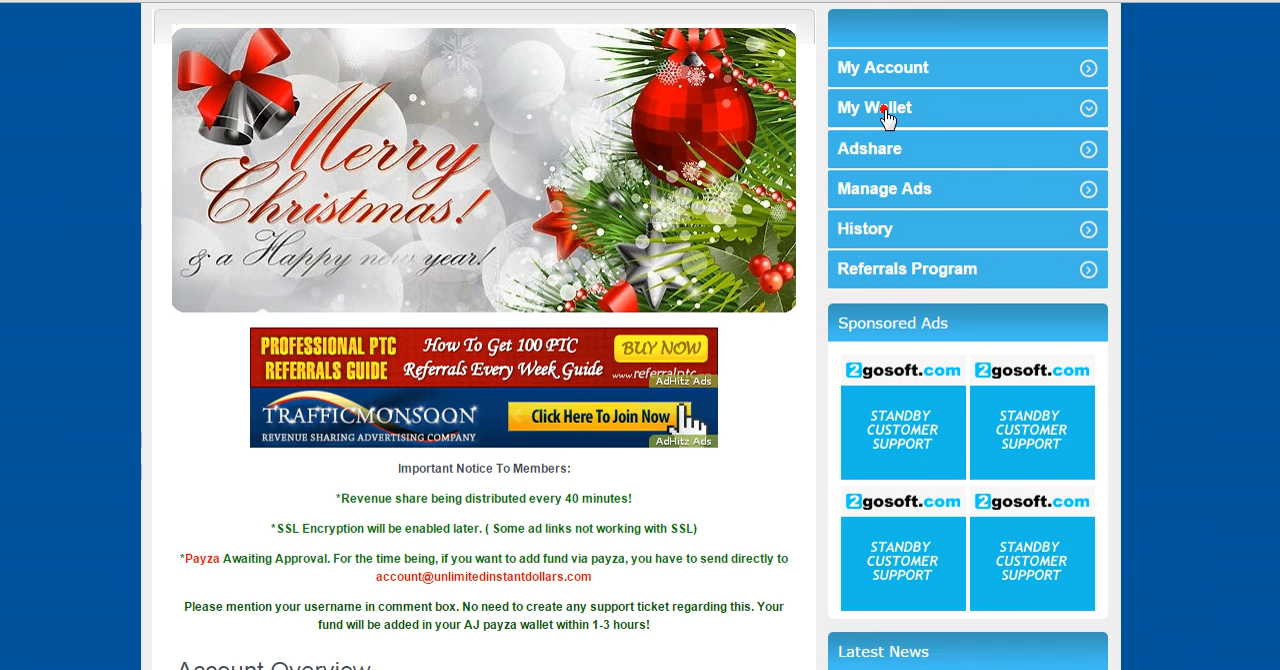 Merry
Christmas!
& a Happy new year!
PROFESSIONAL PTC
REFERRALS GUIDE
How To Get 100 PTC
Referrals Every Week Guide
BUY NOW
www.referralptc
AdHitz Ads
TRAFFICMONSOON
REVENUE SHARING ADVERTISING COMPANY
Click Here To Join Now
AdHitz Ads
Important Notice To Members:
*Revenue share being distributed every 40 minutes!
*SSL Encryption will be enabled later. ( Some ad links not working with SSL)
*Payza Awaiting Approval. For the time being, if you want to add fund via payza, you have to send directly to
account@unlimitedinstantdollars.com
Please mention your username in comment box. No need to create any support ticket regarding this. Your
fund will be added in your AJ payza wallet within 1-3 hours!
Account Overview
My Account
My Wallet
Adshare
Manage Ads
History
Referrals Program
Sponsored Ads
2gosoft.com
STANDBY
CUSTOMER
SUPPORT
2gosoft.com
STANDBY
CUSTOMER
SUPPORT
2gosoft.com
STANDBY
CUSTOMER
SUPPORT
2gosoft.com
STANDBY
CUSTOMER
SUPPORT
Latest News